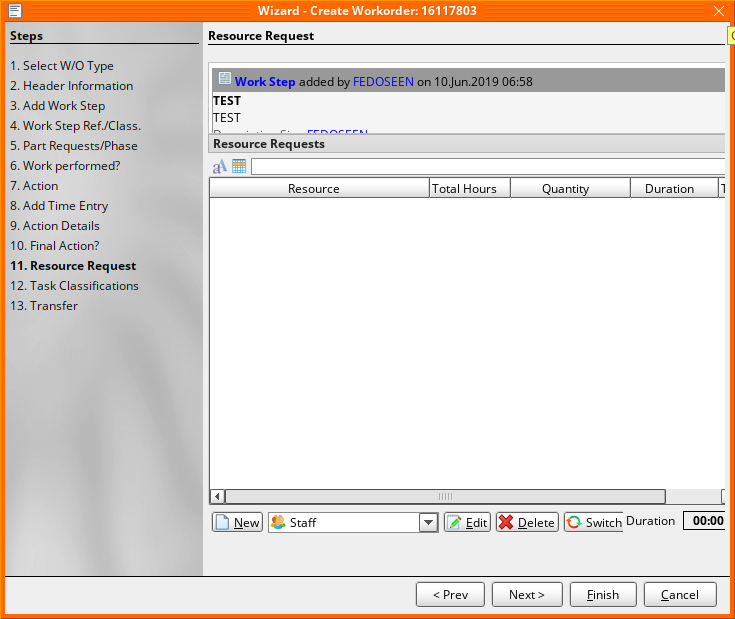 Wizard - Create Workorder: 16117803
Steps
1. Select W/O Type
2. Header Information
3. Add Work Step
4. Work Step Ref./Class.
5. Part Requests/Phase
6. Work performed?
7. Action
8. Add Time Entry
9. Action Details
10. Final Action?
11. Resource Request
12. Task Classifications
13. Transfer
Resource Request
Work Step added by FEDOSEEN on 10.Jun.2019 06:58
TEST
TEST
FEDOSEEN
Resource Requests
Resource Total Hours Quantity Duration T
New Staff Edit Delete Switch Duration 00:00
< Prev Next > Finish Cancel